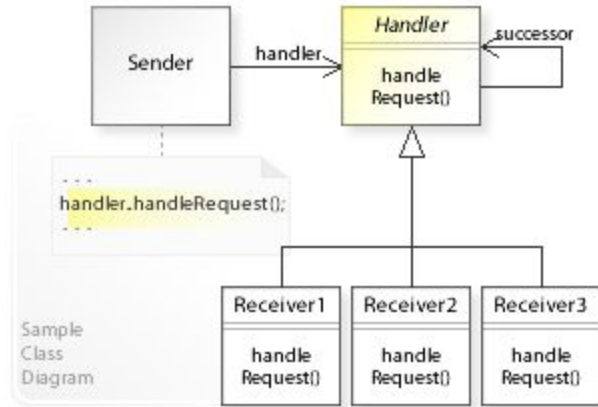 Sender
handler
Handler
handle
Request()
successor
- - -
handler.handleRequest();
- - -
Receiver1
handle
Request()
Receiver2
handle
Request()
Receiver3
handle
Request()
Sample
Class
Diagram